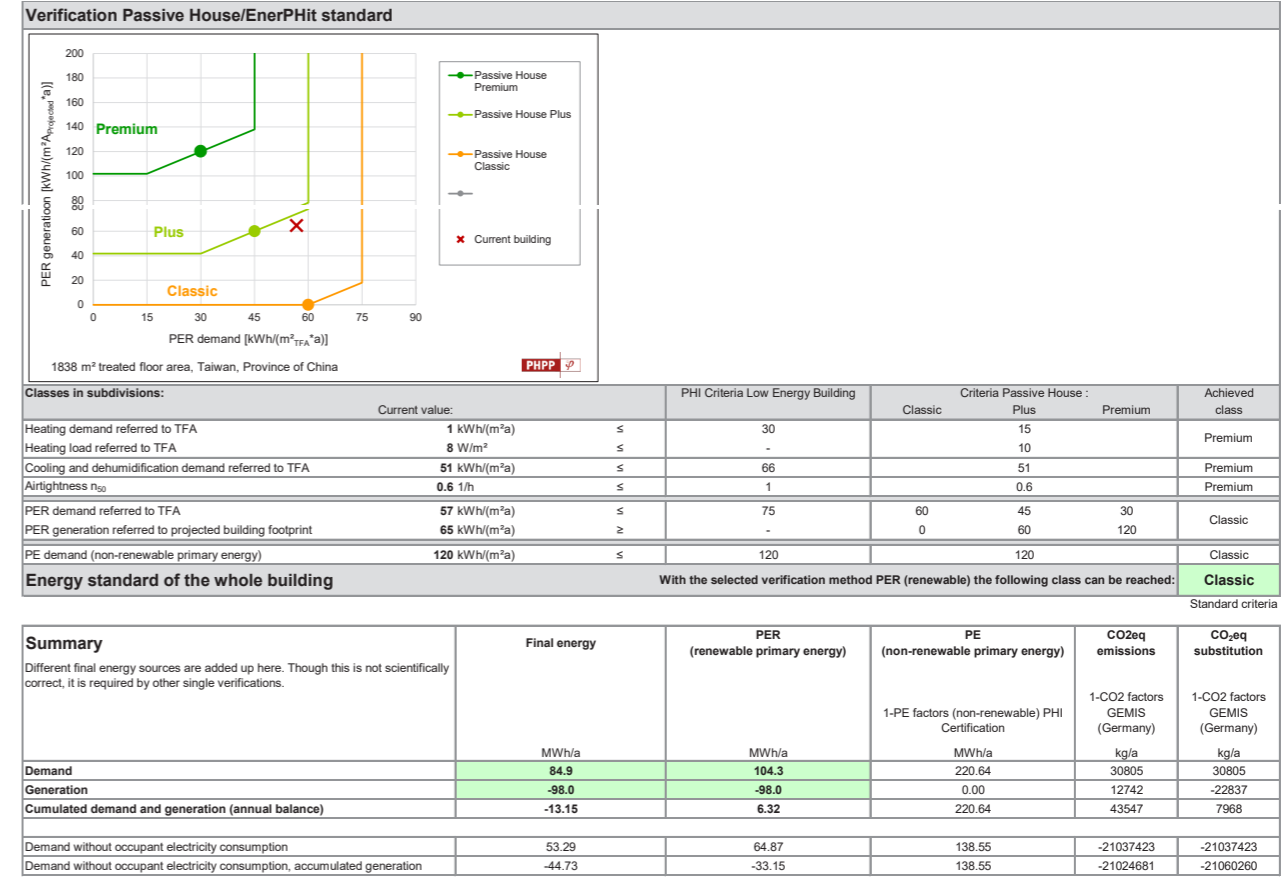 Verification Passive House/EnerPHit standard
200
180
160
140
120
100
80
80
60
40
20
0
0 15 30 45 60 75 90
PER generatioon [kWh/(m²AProjected*a)]
PER demand [kWh/(m²TFA*a)]
Premium
Plus
Classic
Passive House
Premium
Passive House Plus
Passive House
Classic
Current building
1838 m² treated floor area, Taiwan, Province of China
PHPP φ
Classes in subdivisions: PHI Criteria Low Energy Building Criteria Passive House : Achieved
Current value: Classic Plus Premium class
Heating demand referred to TFA 1 kWh/(m²a) ≤ 30 15
Premium
Heating load referred to TFA 8 W/m² ≤ - 10
Cooling and dehumidification demand referred to TFA 51 kWh/(m²a) ≤ 66 51 Premium
Airtightness n50 0.6 1/h ≤ 1 0.6 Premium
PER demand referred to TFA 57 kWh/(m²a) ≤ 75 60 45 30
Classic
PER generation referred to projected building footprint 65 kWh/(m²a) ≥ - 0 60 120
PE demand (non-renewable primary energy) 120 kWh/(m²a) ≤ 120 120 Classic
Energy standard of the whole building With the selected verification method PER (renewable) the following class can be reached: Classic
Standard criteria
Summary Final energy PER PE CO2eq CO₂eq
(renewable primary energy) (non-renewable primary energy) emissions substitution
Different final energy sources are added up here. Though this is not scientifically
correct, it is required by other single verifications.
1-CO2 factors 1-CO2 factors
1-PE factors (non-renewable) PHI GEMIS GEMIS
Certification (Germany) (Germany)
MWh/a MWh/a MWh/a kg/a kg/a
Demand 84.9 104.3 220.64 30805 30805
Generation -98.0 -98.0 0.00 12742 -22837
Cumulated demand and generation (annual balance) -13.15 6.32 220.64 43547 7968
Demand without occupant electricity consumption 53.29 64.87 138.55 -21037423 -21037423
Demand without occupant electricity consumption, accumulated generation -44.73 -33.15 138.55 -21024681 -21060260